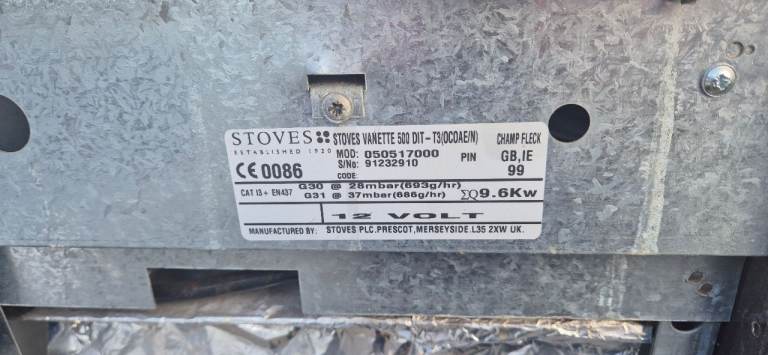 STOVES STOVES VANETTE 500 DIT-T3(OCOAE/N) CHAMP FLECK
ESTABLISHED 1920 MOD: 050517000 PIN GB,IE
CE 0086 S/No: 91232910 99
CODE:
CAT I3+ EN437 G30 @ 28mbar(693g/hr) ΣQ9.6Kw
G31 @ 37mbar(686g/hr)
12 VOLT
MANUFACTURED BY: STOVES PLC.PRESCOT,MERSEYSIDE.L35 2XW UK.